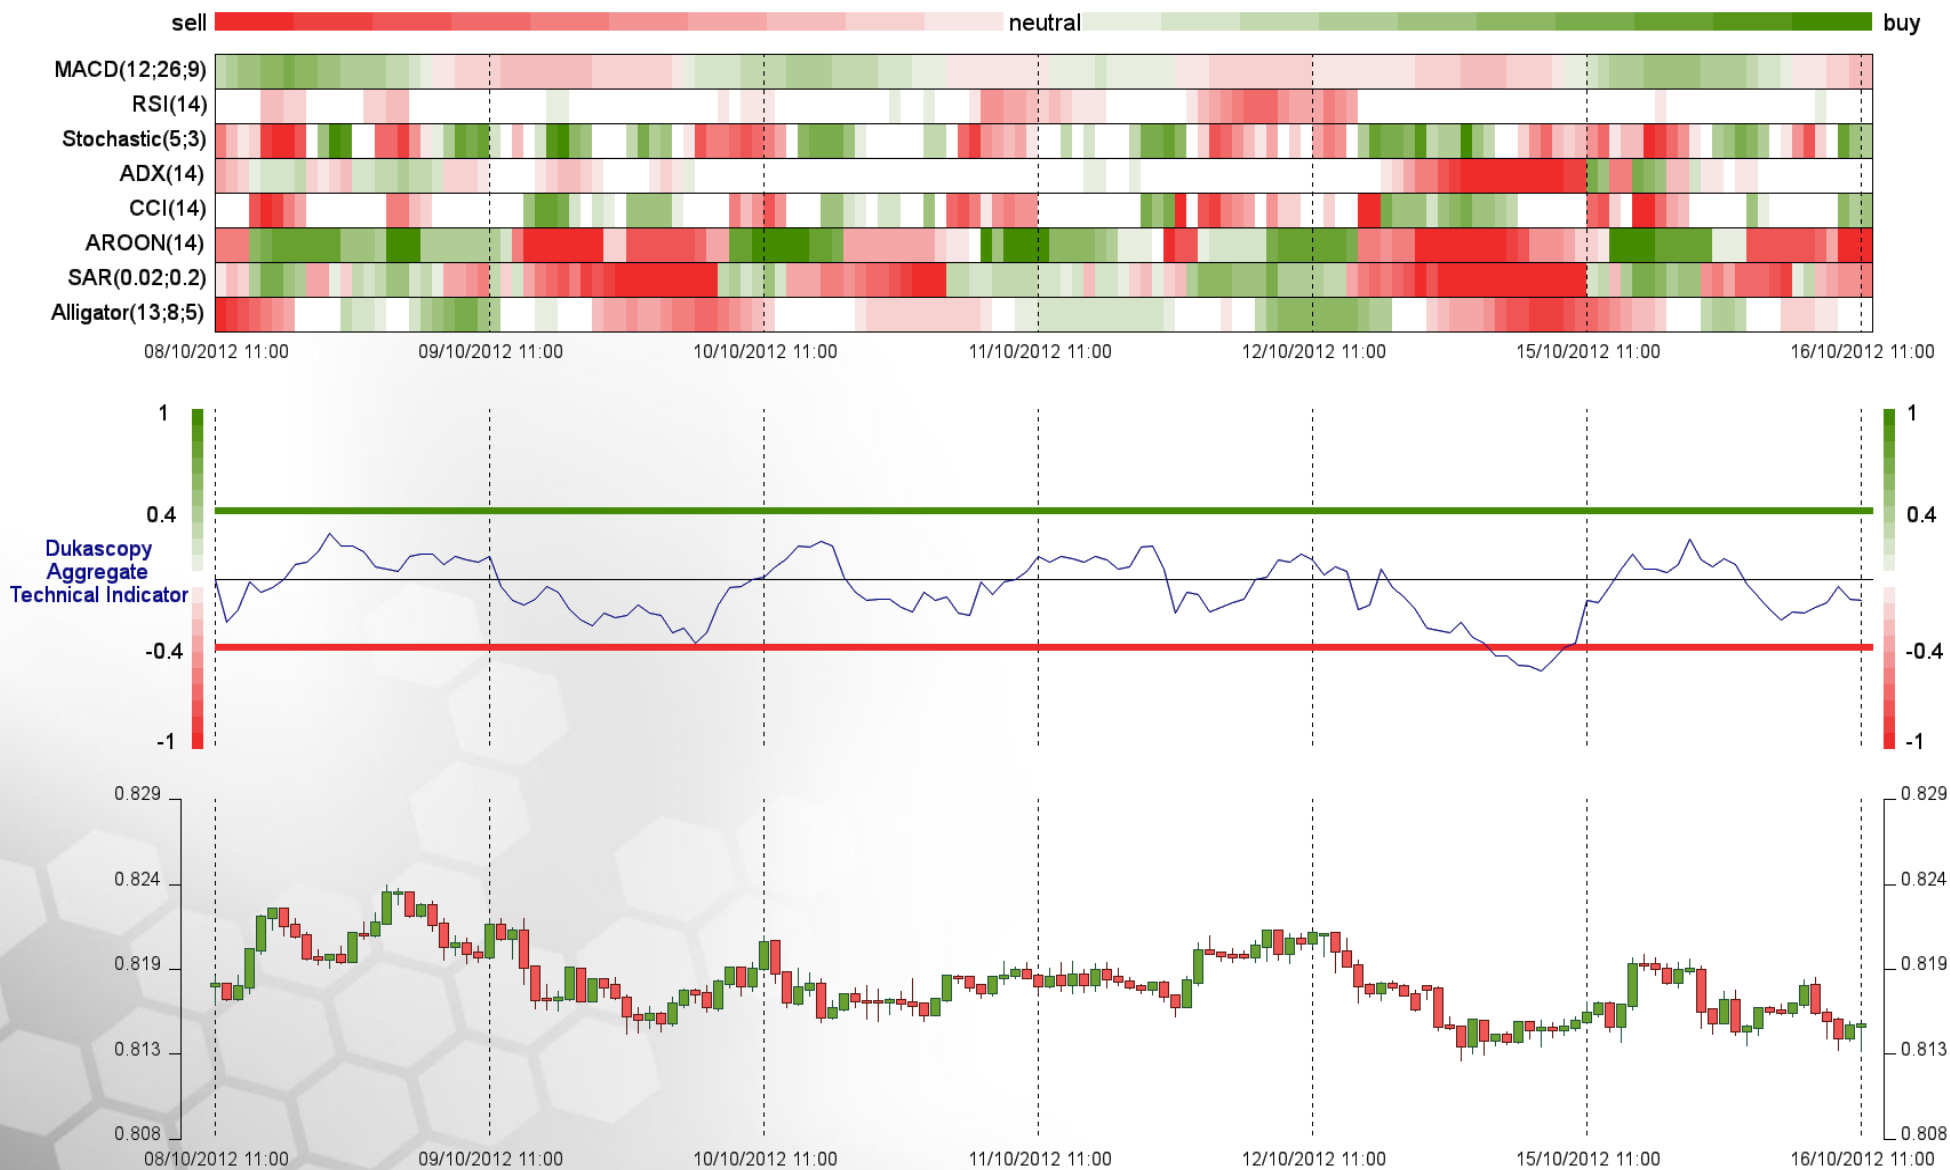 sell neutral buy
MACD(12;26;9)
RSI(14)
Stochastic(5;3)
ADX(14)
CCI(14)
AROON(14)
SAR(0.02;0.2)
Alligator(13;8;5)
08/10/2012 11:00 09/10/2012 11:00 10/10/2012 11:00 11/10/2012 11:00 12/10/2012 11:00 15/10/2012 11:00 16/10/2012 11:00
1 1
0.4 0.4
Dukascopy
Aggregate
Technical Indicator
-0.4 -0.4
-1 -1
0.829 0.829
0.824 0.824
0.819 0.819
0.813 0.813
0.808 0.808
08/10/2012 11:00 09/10/2012 11:00 10/10/2012 11:00 11/10/2012 11:00 12/10/2012 11:00 15/10/2012 11:00 16/10/2012 11:00